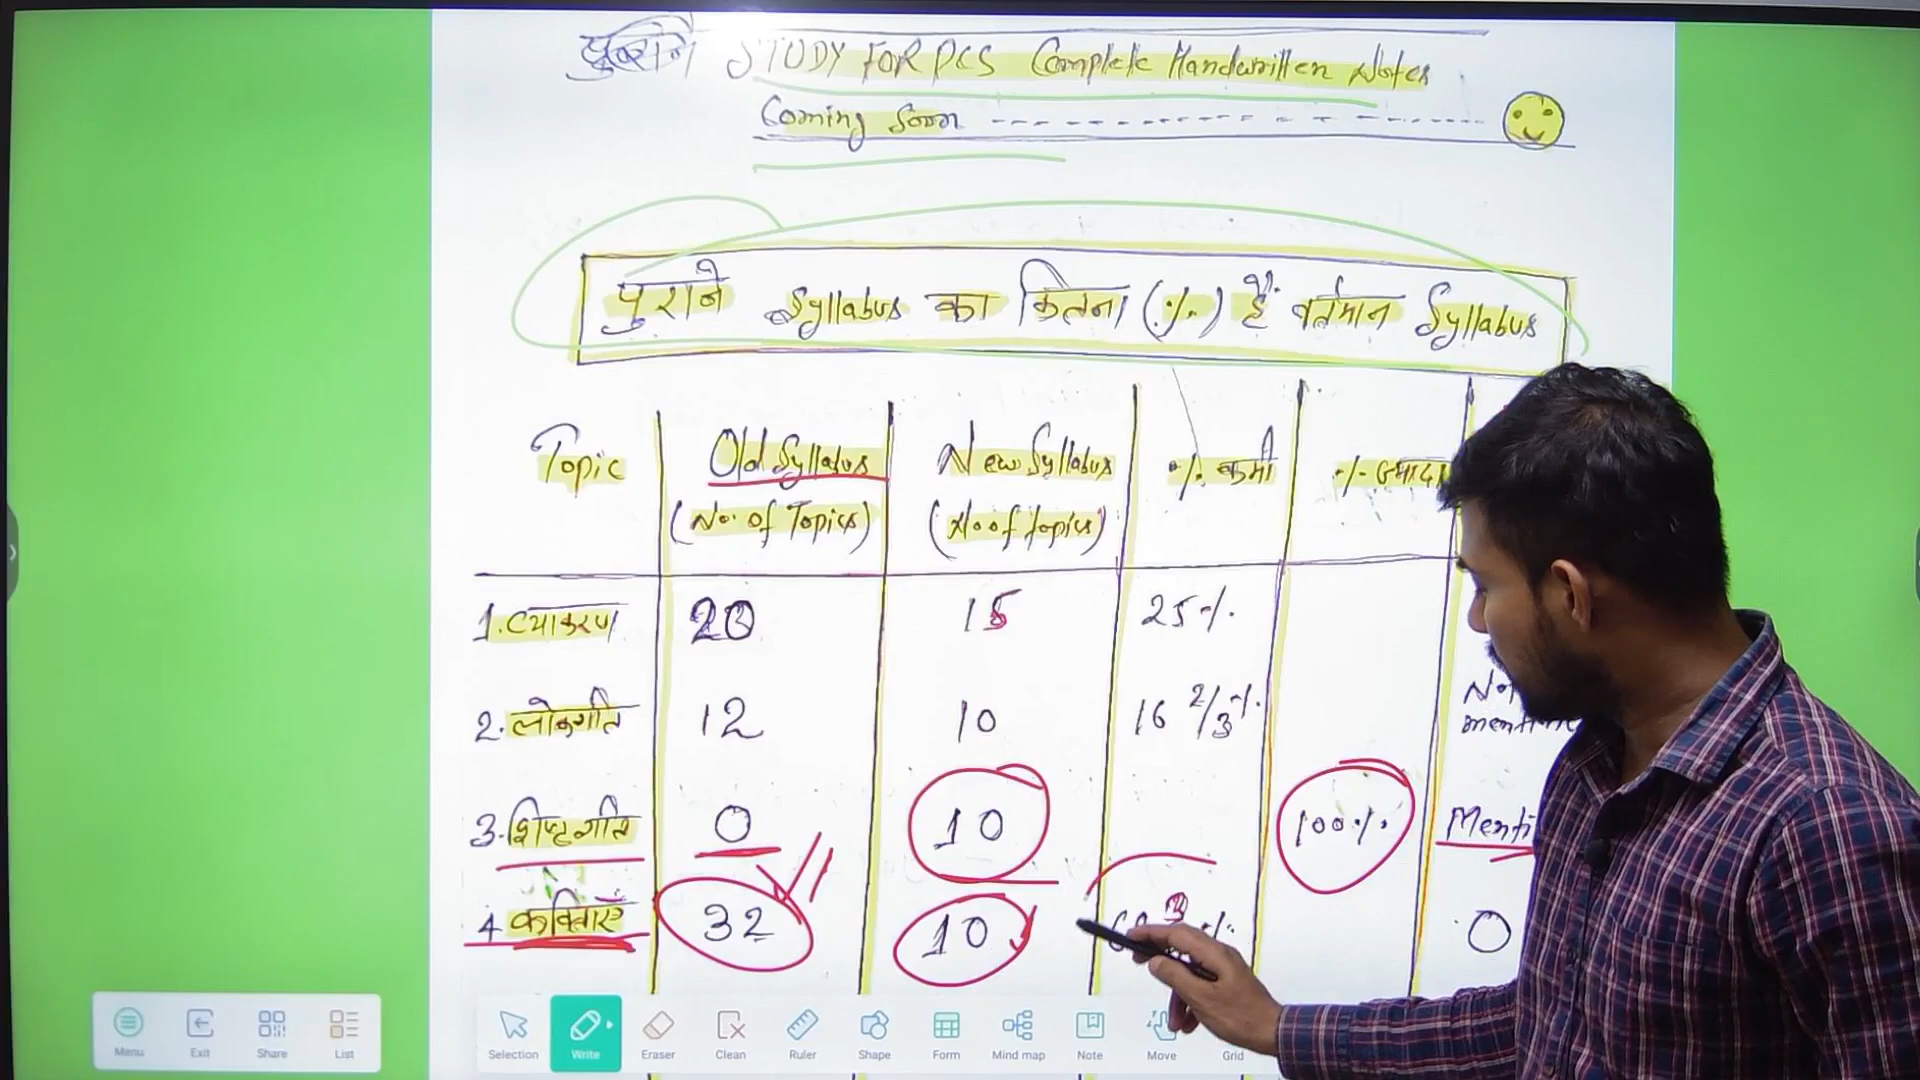 STUDY FOR PCS Complete Handwritten Notes
Coming Soon
पुराने Syllabus का कितना (%) है वर्तमान Syllabus
Topic Old Syllabus New Syllabus % कमी % ज्यादा
(No. of Topics) (No of topics)
1. व्याकरण 20 15 25%
2. लोकगीत 12 10 16 2/3% Not
3. शिष्टगीत 0 10 100% Menti
4 कविताएँ 32 10 0
Menu Exit Share List Selection Write Eraser Clean Ruler Shape Form Mind map Note Move Grid